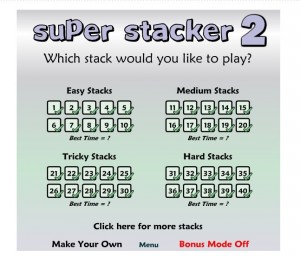 super stacker 2
Which stack would you like to play?
Easy Stacks
1 2 3 4 5
6 7 8 9 10
Best Time = ?
Medium Stacks
11 12 13 14 15
16 17 18 19 20
Best Time = ?
Tricky Stacks
21 22 23 24 25
26 27 28 29 30
Best Time = ?
Hard Stacks
31 32 33 34 35
36 37 38 39 40
Best Time = ?
Click here for more stacks
Make Your Own Menu Bonus Mode Off